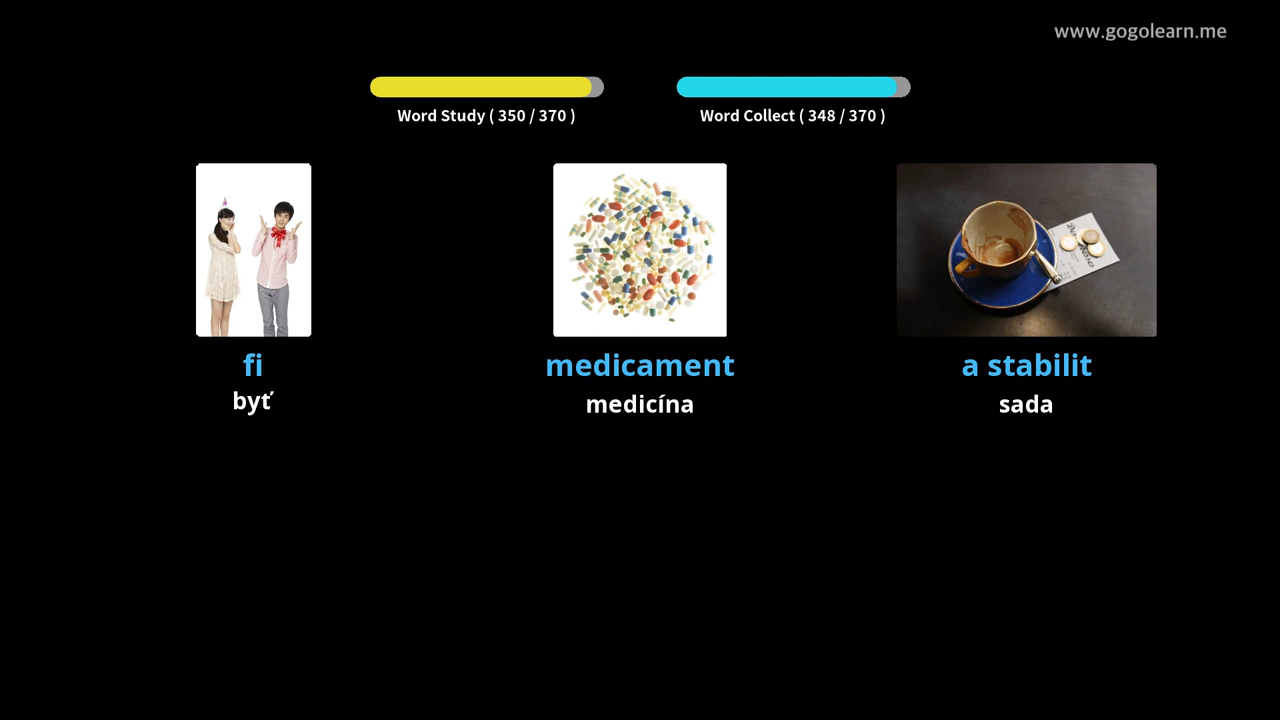 www.gogolearn.me
Word Study ( 350 / 370 )
Word Collect ( 348 / 370 )
fi
medicament
a stabilit
byť
medicína
sada